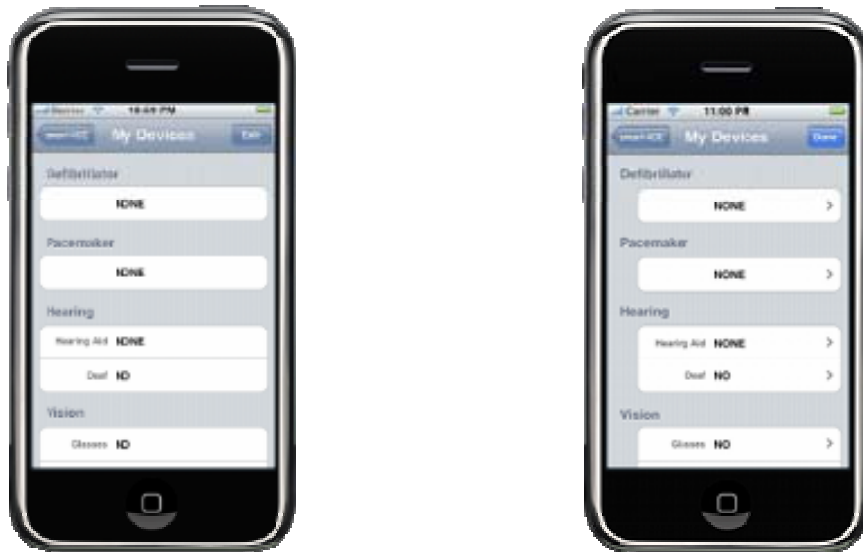 My Devices
Defibrillator
NONE
Pacemaker
NONE
Hearing
Hearing Aid NONE
Deaf NO
Vision
Glasses NO
Carrier 11:00 PM
My Devices Done
Defibrillator
NONE
Pacemaker
NONE
Hearing
Hearing Aid NONE
Deaf NO
Vision
Glasses NO